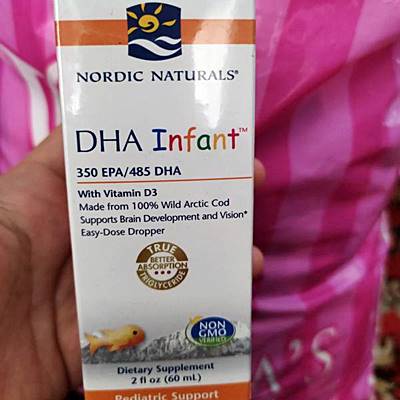 NORDIC NATURALS®
DHA Infant™
350 EPA/485 DHA
With Vitamin D3
Made from 100% Wild Arctic Cod
Supports Brain Development and Vision*
Easy-Dose Dropper
TRUE
BETTER
ABSORPTION
TRIGLYCERIDE
NON
GMO
VERIFIED
Dietary Supplement
2 fl oz (60 mL)
Pediatric Support
A'S